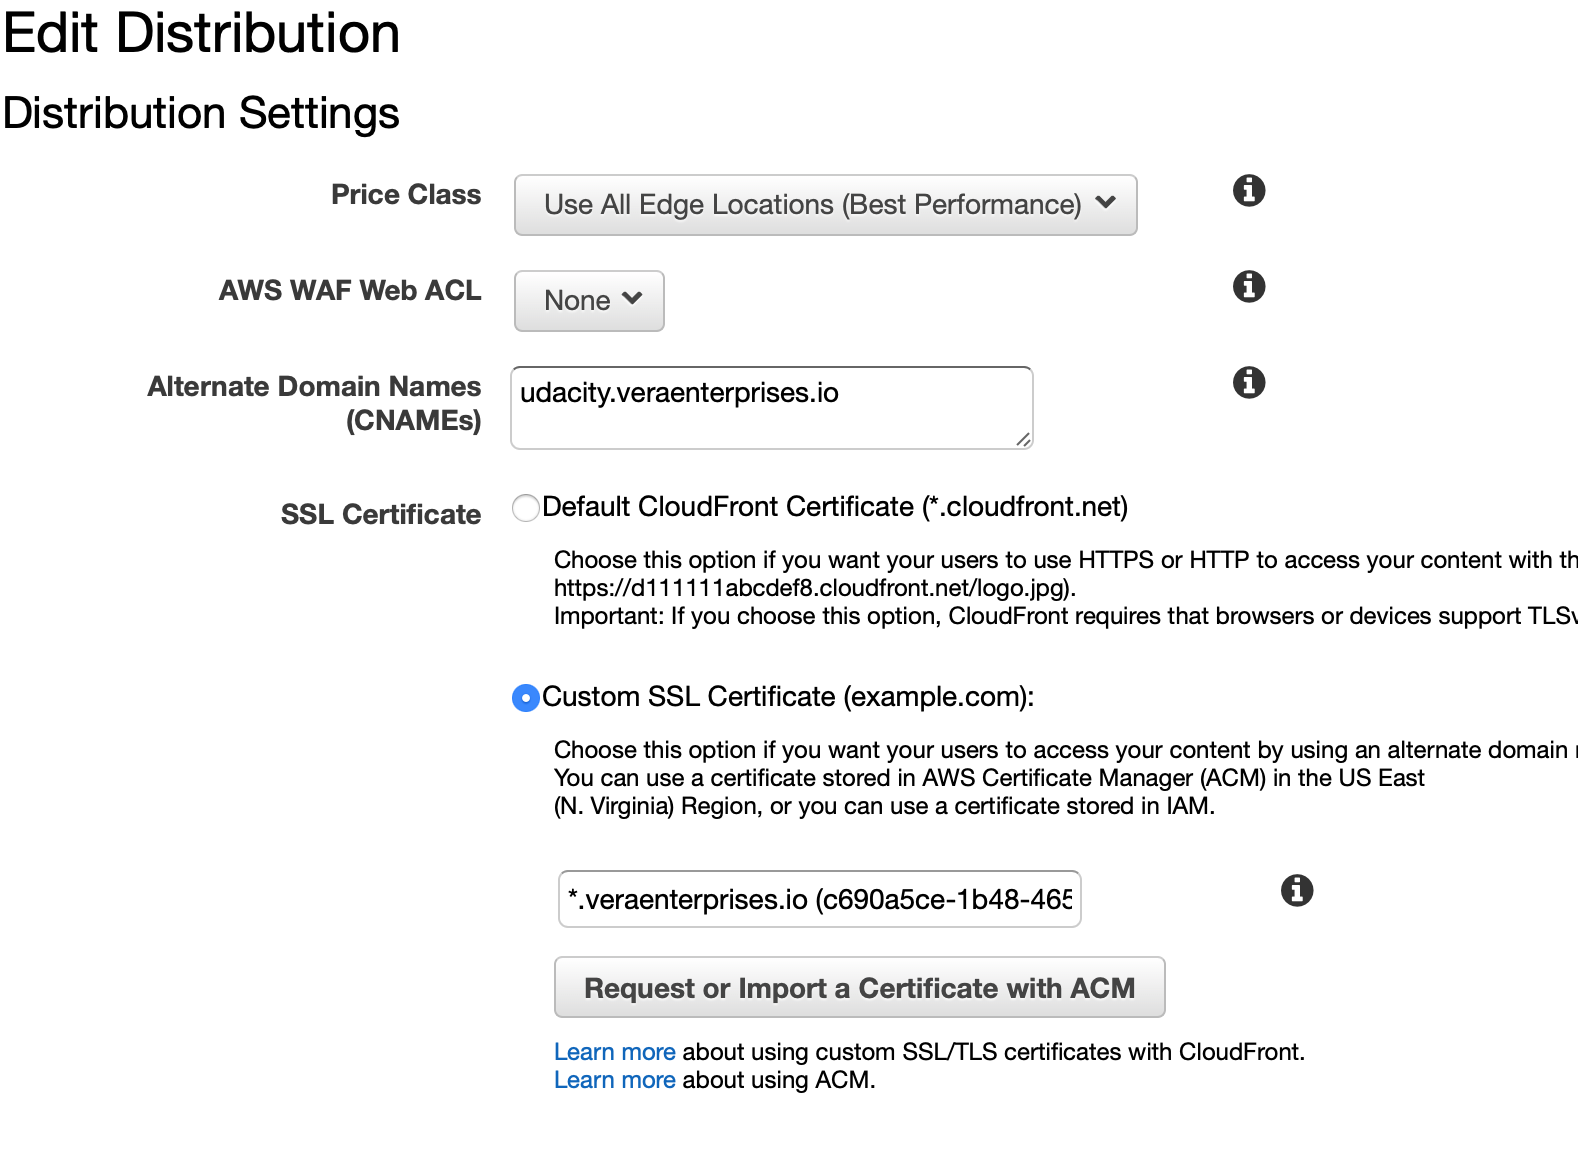 Edit Distribution
Distribution Settings
Price Class
Use All Edge Locations (Best Performance)
AWS WAF Web ACL
None
Alternate Domain Names
(CNAMEs)
udacity.veraenterprises.io
SSL Certificate
Default CloudFront Certificate (*.cloudfront.net)
Choose this option if you want your users to use HTTPS or HTTP to access your content with
https://d111111abcdef8.cloudfront.net/logo.jpg).
Important: If you choose this option, CloudFront requires that browsers or devices support
Custom SSL Certificate (example.com):
Choose this option if you want your users to access your content by using an alternate domain
You can use a certificate stored in AWS Certificate Manager (ACM) in the US East
(N. Virginia) Region, or you can use a certificate stored in IAM.
*.veraenterprises.io (c690a5ce-1b48-465
Request or Import a Certificate with ACM
Learn more about using custom SSL/TLS certificates with CloudFront.
Learn more about using ACM.